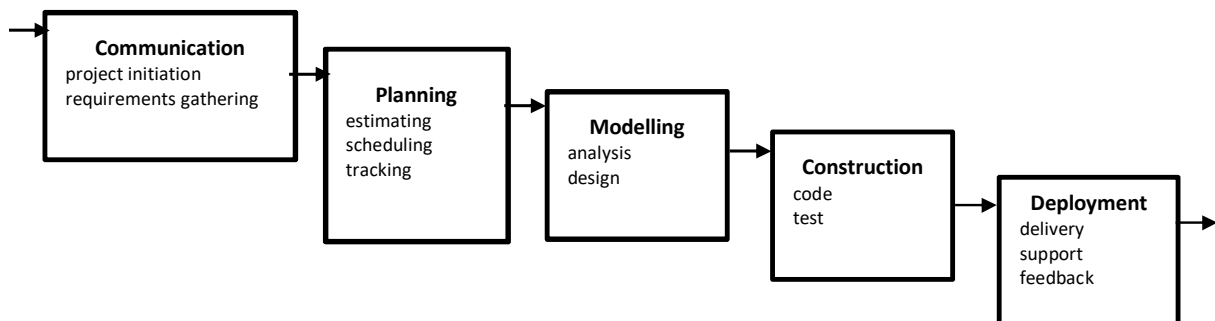 Communication
project initiation
requirements gathering
Planning
estimating
scheduling
tracking
Modelling
analysis
design
Construction
code
test
Deployment
delivery
support
feedback